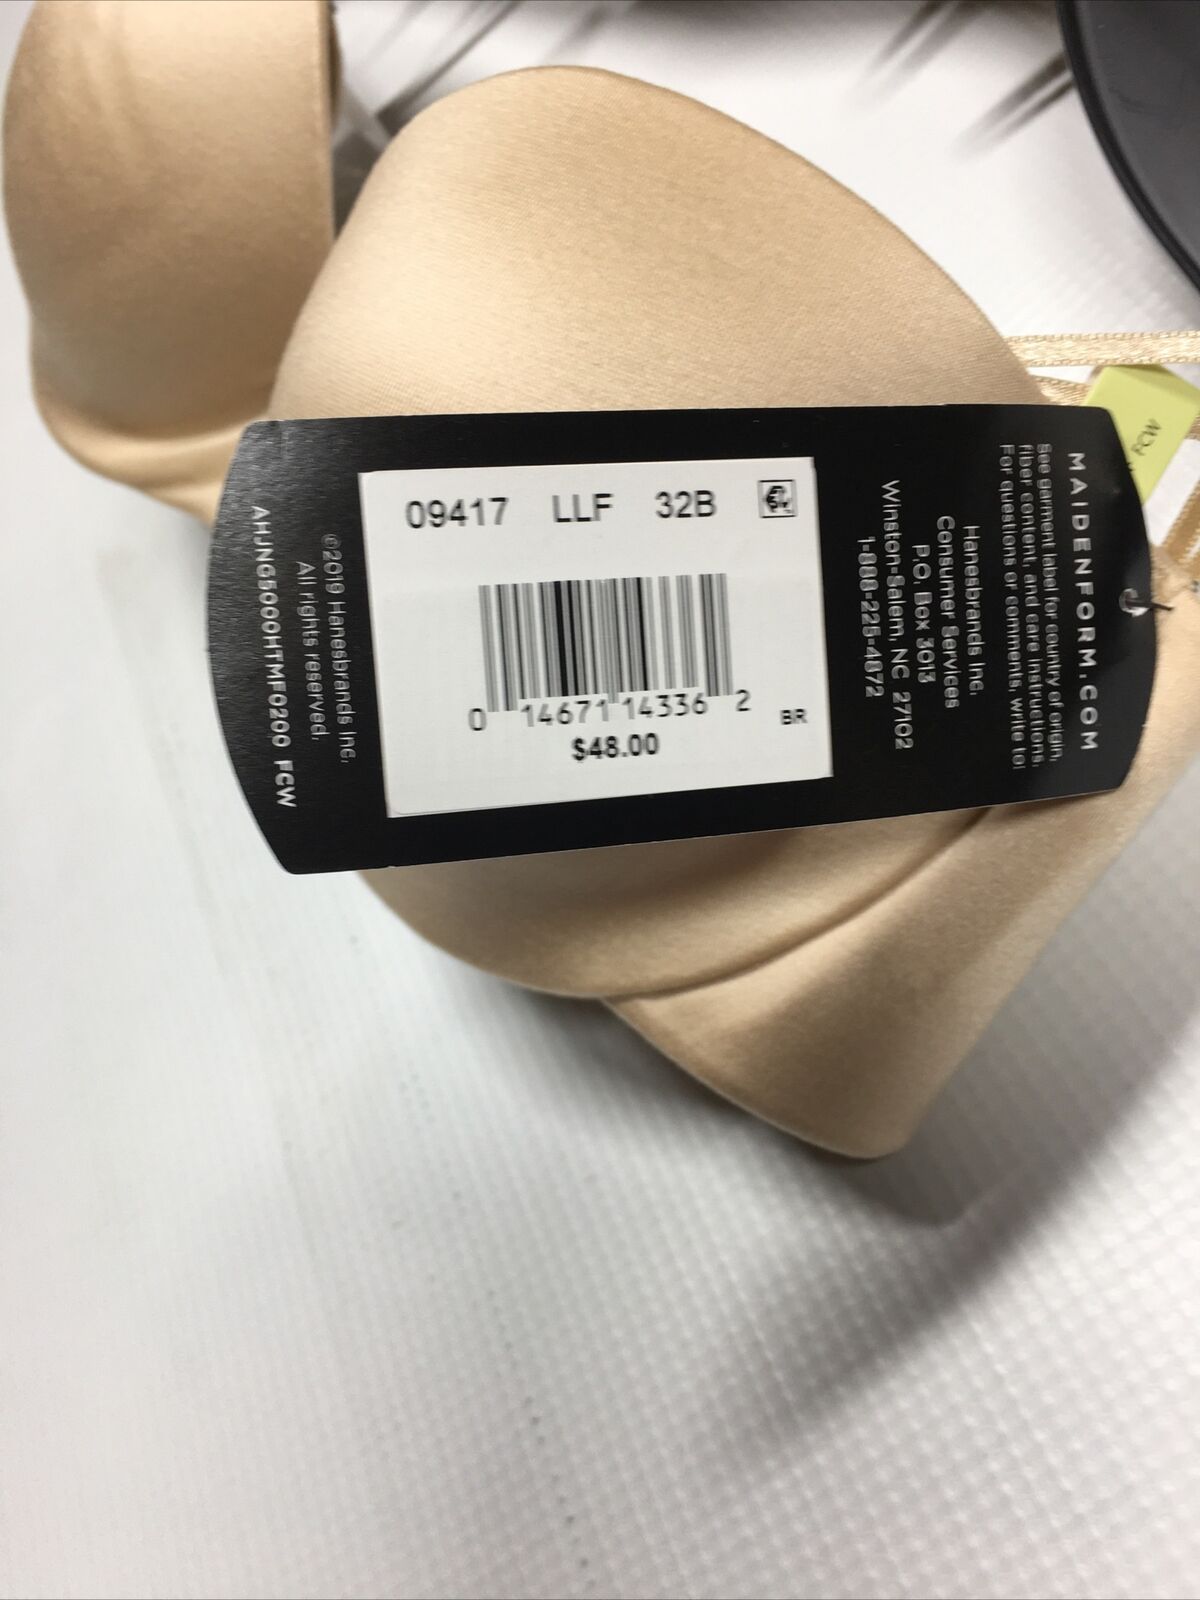 09417 LLF 32B
0 14671 14336 2
BR
$48.00
MAIDENFORM.COM
See garment label for country of origin,
fiber content, and care instructions.
For questions or comments, write to:
Hanesbrands Inc.
Consumer Services
P.O. Box 3013
Winston-Salem, NC 27102
1-888-225-4872
©2019 Hanesbrands Inc.
All rights reserved.
AHJNG5000HTMF0200 FCW
FCW